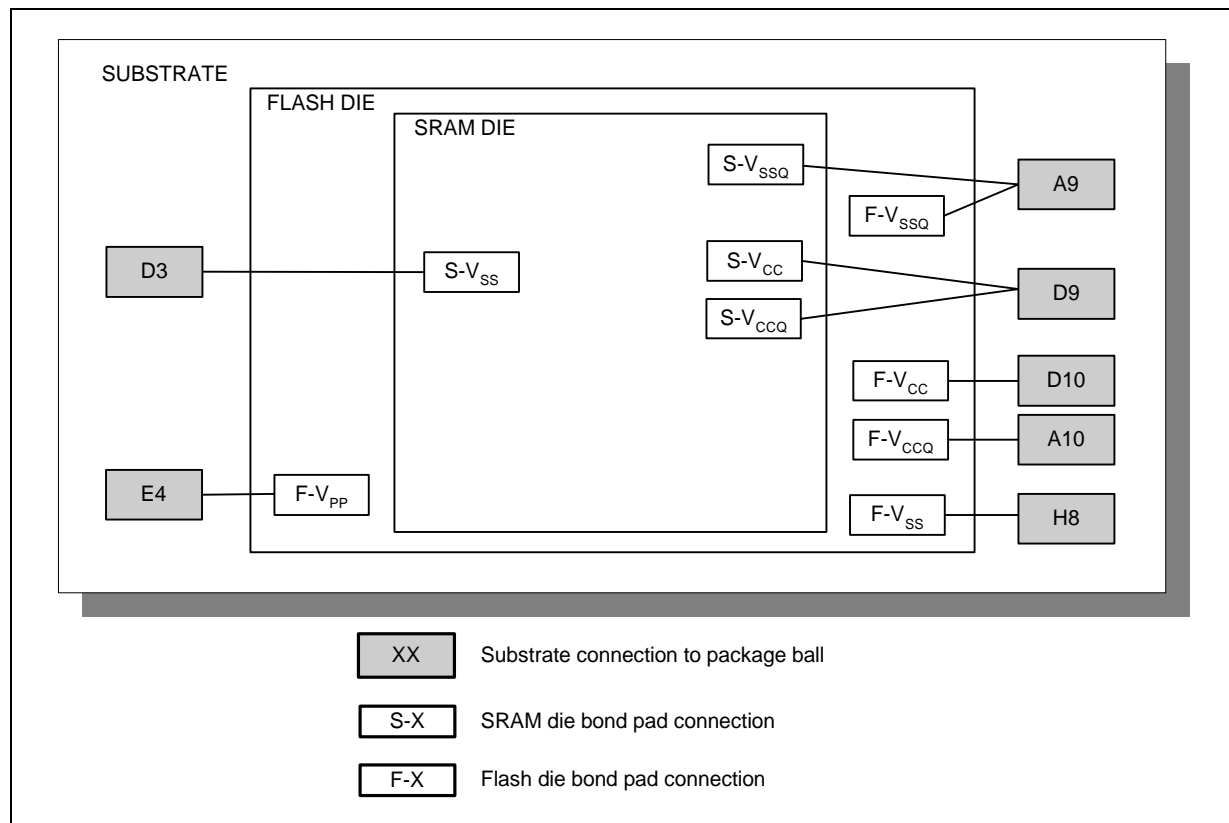 SUBSTRATE
FLASH DIE
SRAM DIE
S-VSSQ
A9
F-VSSQ
D3
S-VSS
S-VCC
D9
S-VCCQ
F-VCC
D10
F-VCCQ
A10
E4
F-VPP
F-VSS
H8
XX Substrate connection to package ball
S-X SRAM die bond pad connection
F-X Flash die bond pad connection